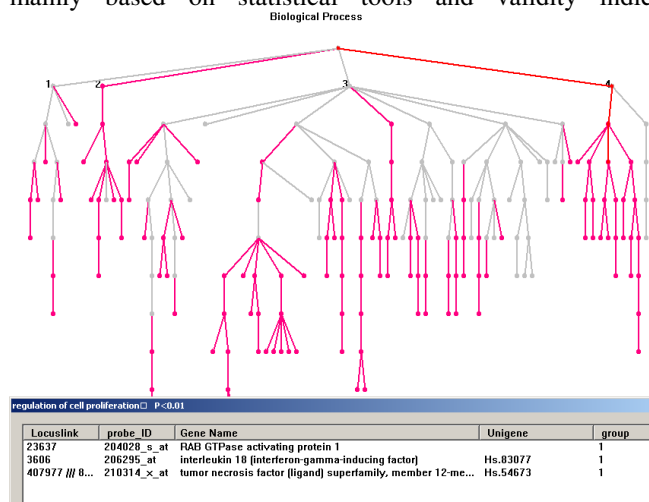 mainly based on statistical tools and validity indic
Biological Process
1 2 3 4
regulation of cell proliferation□ P<0.01
Locuslink probe_ID Gene Name Unigene group
23637 204028_s_at RAB GTPase activating protein 1 1
3606 206295_at interleukin 18 (interferon-gamma-inducing factor) Hs.83077 1
407977 /// 8... 210314_x_at tumor necrosis factor (ligand) superfamily, member 12-me... Hs.54673 1